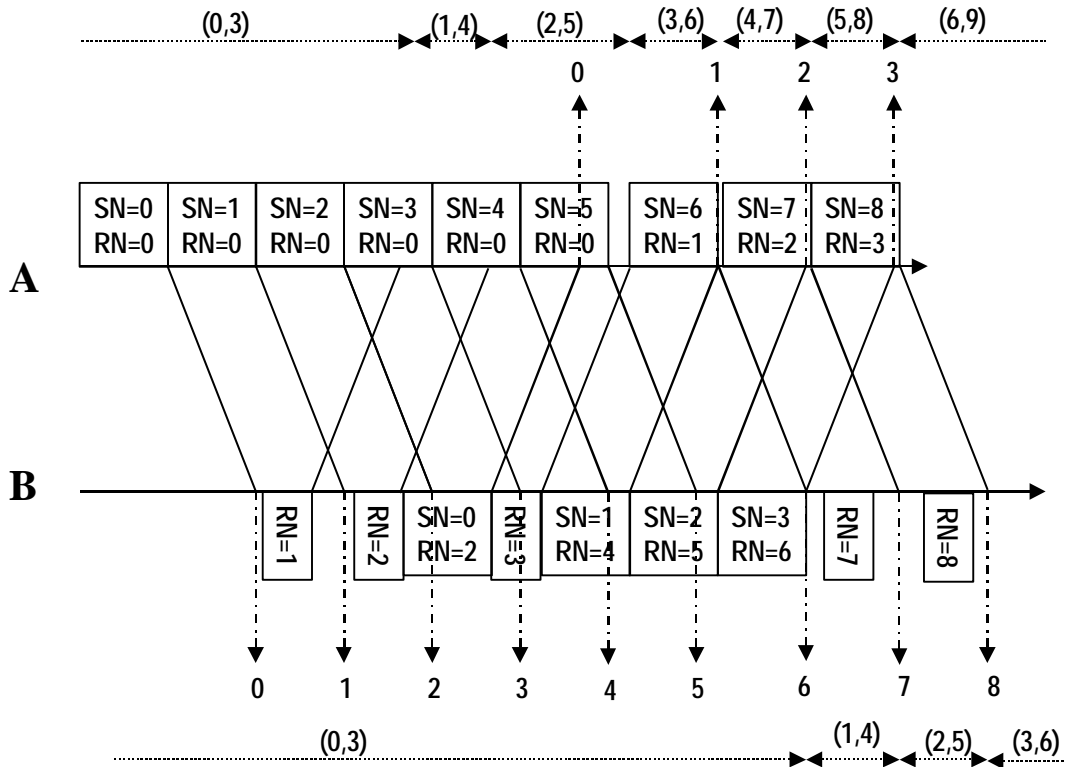 (0,3) (1,4) (2,5) (3,6) (4,7) (5,8) (6,9)
0 1 2 3
SN=0 SN=1 SN=2 SN=3 SN=4 SN=5 SN=6 SN=7 SN=8
RN=0 RN=0 RN=0 RN=0 RN=0 RN=0 RN=1 RN=2 RN=3
A
B
RN=1
RN=2
SN=0
RN=2
RN=3
SN=1
RN=4
SN=2
RN=5
SN=3
RN=6
RN=7
RN=8
0 1 2 3 4 5 6 7 8
(0,3) (1,4) (2,5) (3,6)